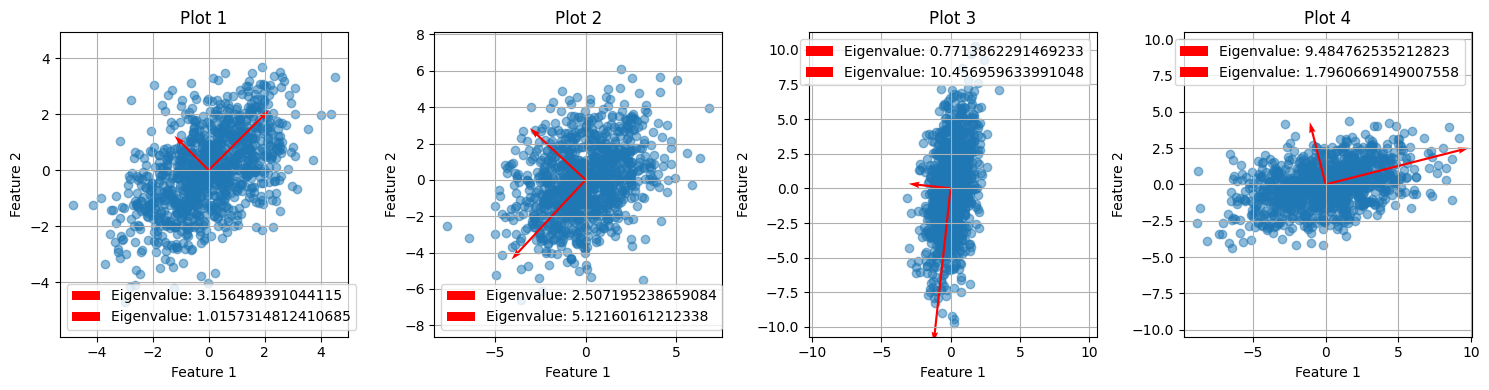 Plot 1
4
2
0
−2
−4
−4
−2
0
2
4
Feature 1
Feature 2
Eigenvalue: 3.156489391044115
Eigenvalue: 1.0157314812410685
Plot 2
8
6
4
2
0
−2
−4
−6
−8
−5
0
5
Feature 1
Feature 2
Eigenvalue: 2.507195238659084
Eigenvalue: 5.12160161212338
Plot 3
10.0
7.5
5.0
2.5
0.0
−2.5
−5.0
−7.5
−10.0
−10
−5
0
5
10
Feature 1
Feature 2
Eigenvalue: 0.7713862291469233
Eigenvalue: 10.456959633991048
Plot 4
10.0
7.5
5.0
2.5
0.0
−2.5
−5.0
−7.5
−10.0
−5
0
5
10
Feature 1
Feature 2
Eigenvalue: 9.484762535212823
Eigenvalue: 1.7960669149007558